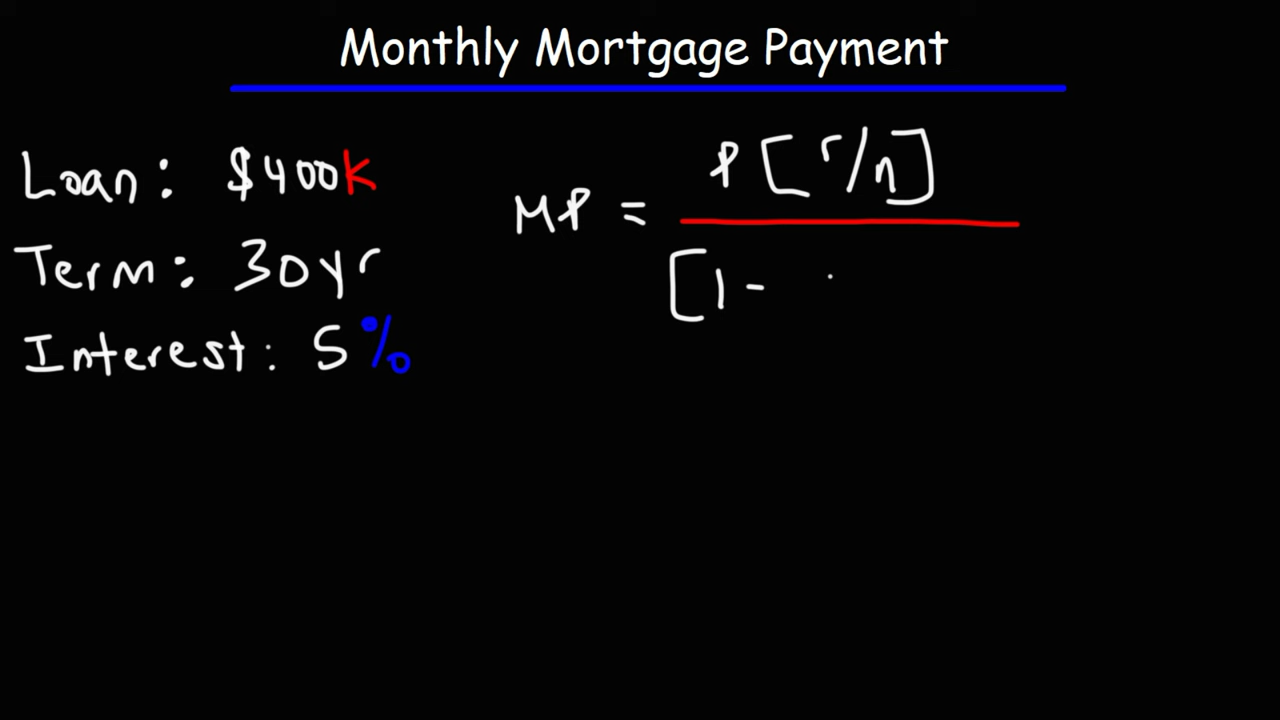 Monthly Mortgage Payment
Loan: $400K
Term: 30yr
Interest: 5%
MP = P[r/n]
[1-